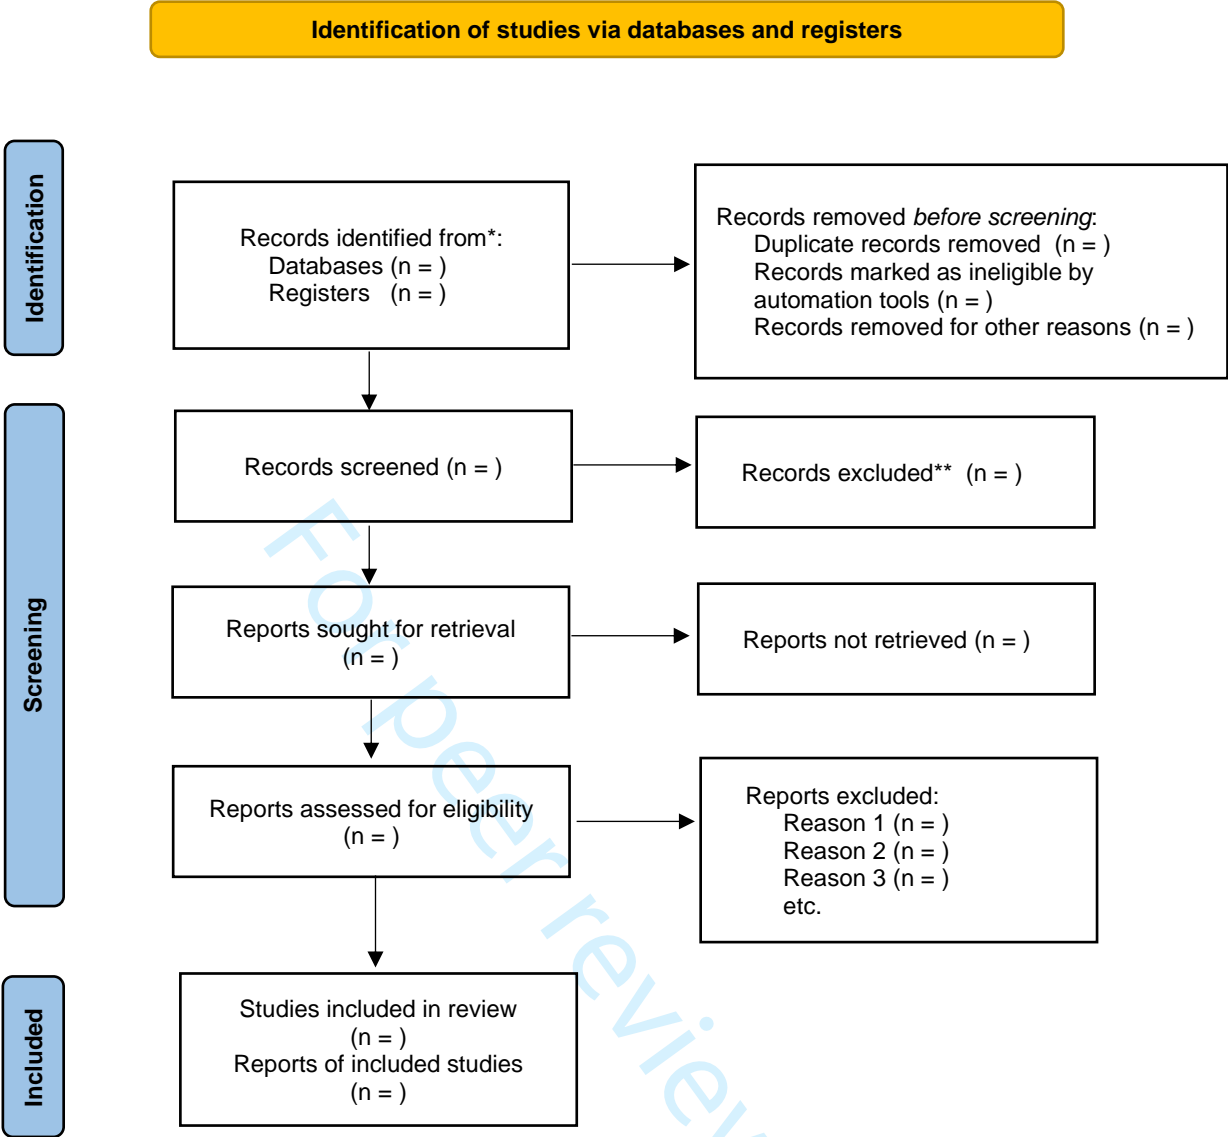 Identification of studies via databases and registers
Identification
Records identified from*:
Databases (n = )
Registers (n = )
Records removed before screening:
Duplicate records removed (n = )
Records marked as ineligible by
automation tools (n = )
Records removed for other reasons (n = )
Screening
Records screened (n = )
Records excluded** (n = )
Reports sought for retrieval
(n = )
Reports not retrieved (n = )
Reports assessed for eligibility
(n = )
Reports excluded:
Reason 1 (n = )
Reason 2 (n = )
Reason 3 (n = )
etc.
Included
Studies included in review
(n = )
Reports of included studies
(n = )
For peer review